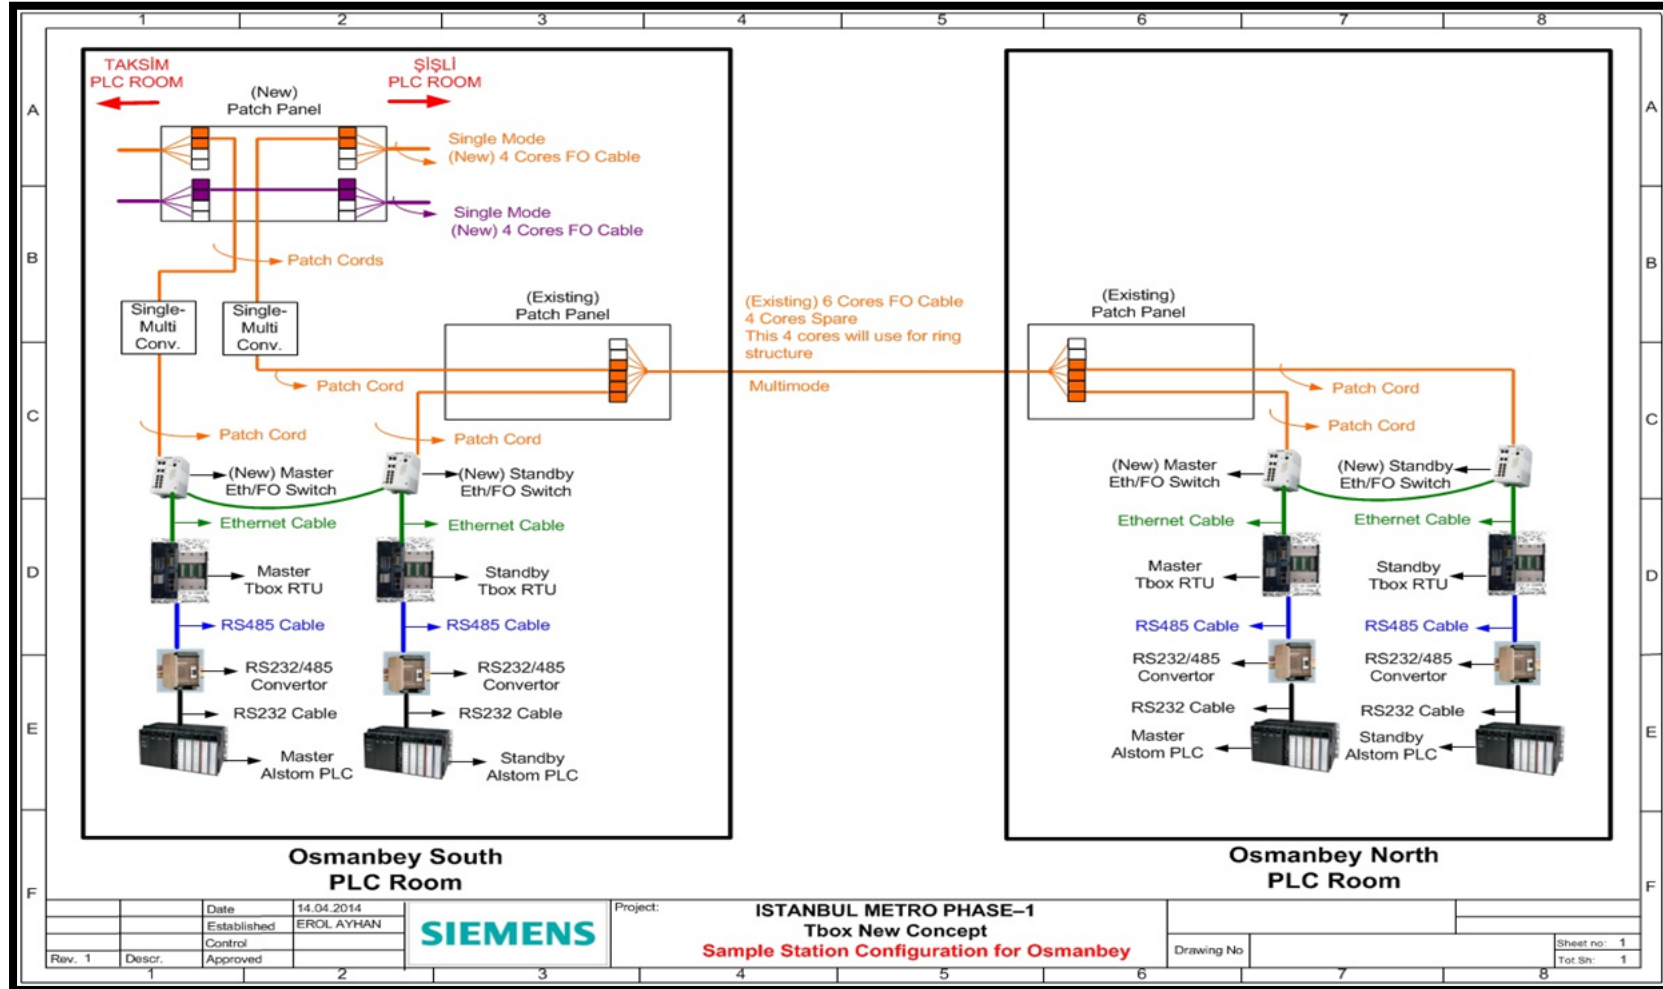 1 2 3 4 5 6 7 8
A
B
C
D
E
F
A
B
C
D
E
F
TAKSİM
PLC ROOM
ŞİŞLİ
PLC ROOM
(New)
Patch Panel
Single Mode
(New) 4 Cores FO Cable
Single Mode
(New) 4 Cores FO Cable
Patch Cords
Single-
Multi
Conv.
Single-
Multi
Conv.
(Existing)
Patch Panel
Patch Cord
Patch Cord
Patch Cord
(New) Master
Eth/FO Switch
(New) Standby
Eth/FO Switch
Ethernet Cable
Ethernet Cable
Master
Tbox RTU
Standby
Tbox RTU
RS485 Cable
RS485 Cable
RS232/485
Convertor
RS232/485
Convertor
RS232 Cable
RS232 Cable
Master
Alstom PLC
Standby
Alstom PLC
Osmanbey South
PLC Room
(Existing) 6 Cores FO Cable
4 Cores Spare
This 4 cores will use for ring
structure
Multimode
(Existing)
Patch Panel
Patch Cord
Patch Cord
(New) Master
Eth/FO Switch
(New) Standby
Eth/FO Switch
Ethernet Cable
Ethernet Cable
Master
Tbox RTU
Standby
Tbox RTU
RS485 Cable
RS485 Cable
RS232/485
Convertor
RS232/485
Convertor
RS232 Cable
RS232 Cable
Master
Alstom PLC
Standby
Alstom PLC
Osmanbey North
PLC Room
Date 14.04.2014
Established EROL AYHAN
Control
Rev. 1 Descr. Approved
SIEMENS
Project:
ISTANBUL METRO PHASE–1
Tbox New Concept
Sample Station Configuration for Osmanbey
Drawing No
Sheet no: 1
Tot.Sh: 1
1 2 3 4 5 6 7 8